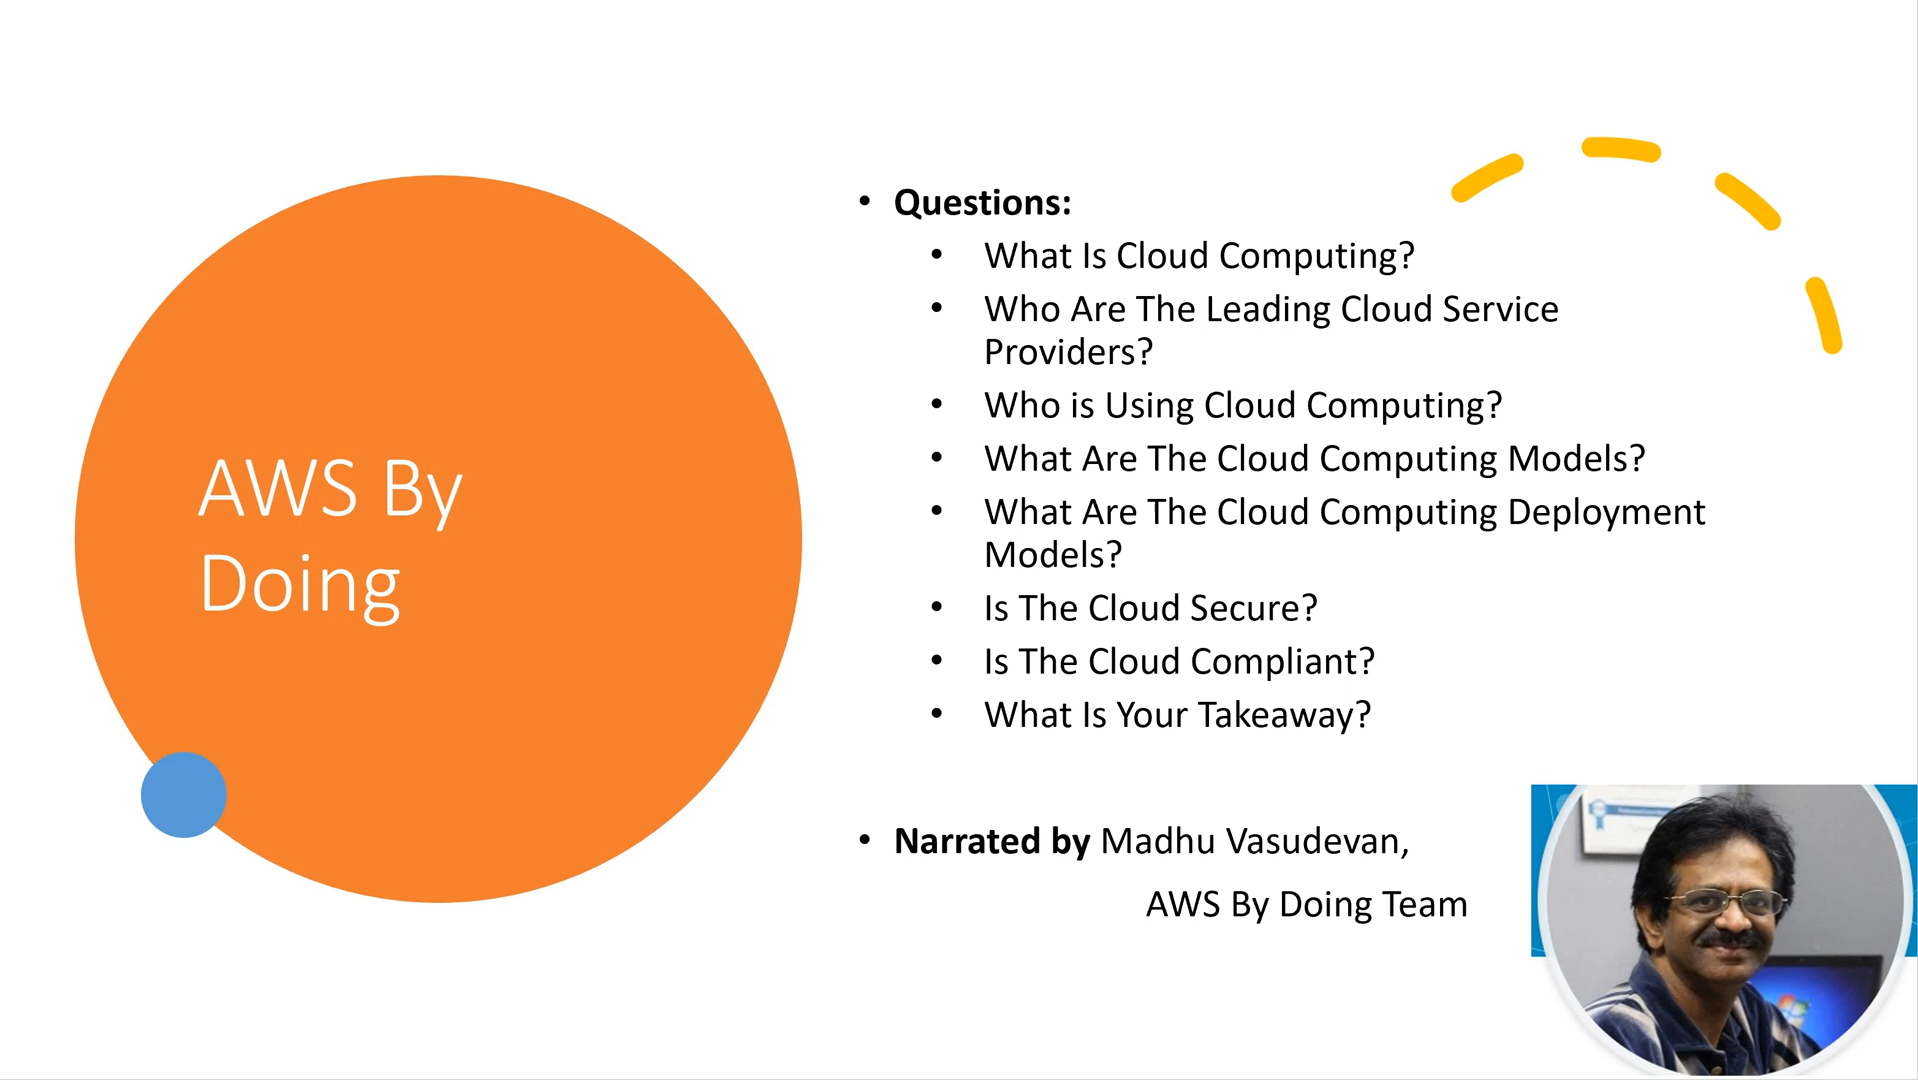 AWS By
Doing
• Questions:
• What Is Cloud Computing?
• Who Are The Leading Cloud Service
Providers?
• Who is Using Cloud Computing?
• What Are The Cloud Computing Models?
• What Are The Cloud Computing Deployment
Models?
• Is The Cloud Secure?
• Is The Cloud Compliant?
• What Is Your Takeaway?
• Narrated by Madhu Vasudevan,
AWS By Doing Team